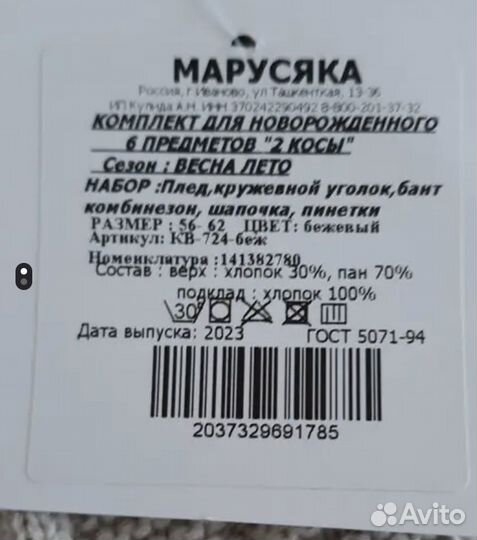 МАРУСЯКА
Россия, г.Иваново, ул Ташкентская, 13-36
ИП Кулида А.Н. ИНН 370242290492 8-800-201-37-32
КОМПЛЕКТ ДЛЯ НОВОРОЖДЕННОГО
6 ПРЕДМЕТОВ "2 КОСЫ"
Сезон : ВЕСНА ЛЕТО
НАБОР :Плед,кружевной уголок,бант
комбинезон, шапочка, пинетки
РАЗМЕР : 56- 62 ЦВЕТ: бежевый
Артикул: КВ-724-беж
Номенклатура :141382780
Состав : верх : хлопок 30%, пан 70%
подклад : хлопок 100%
30
Дата выпуска: 2023 ГОСТ 5071-94
2037329691785
Avito